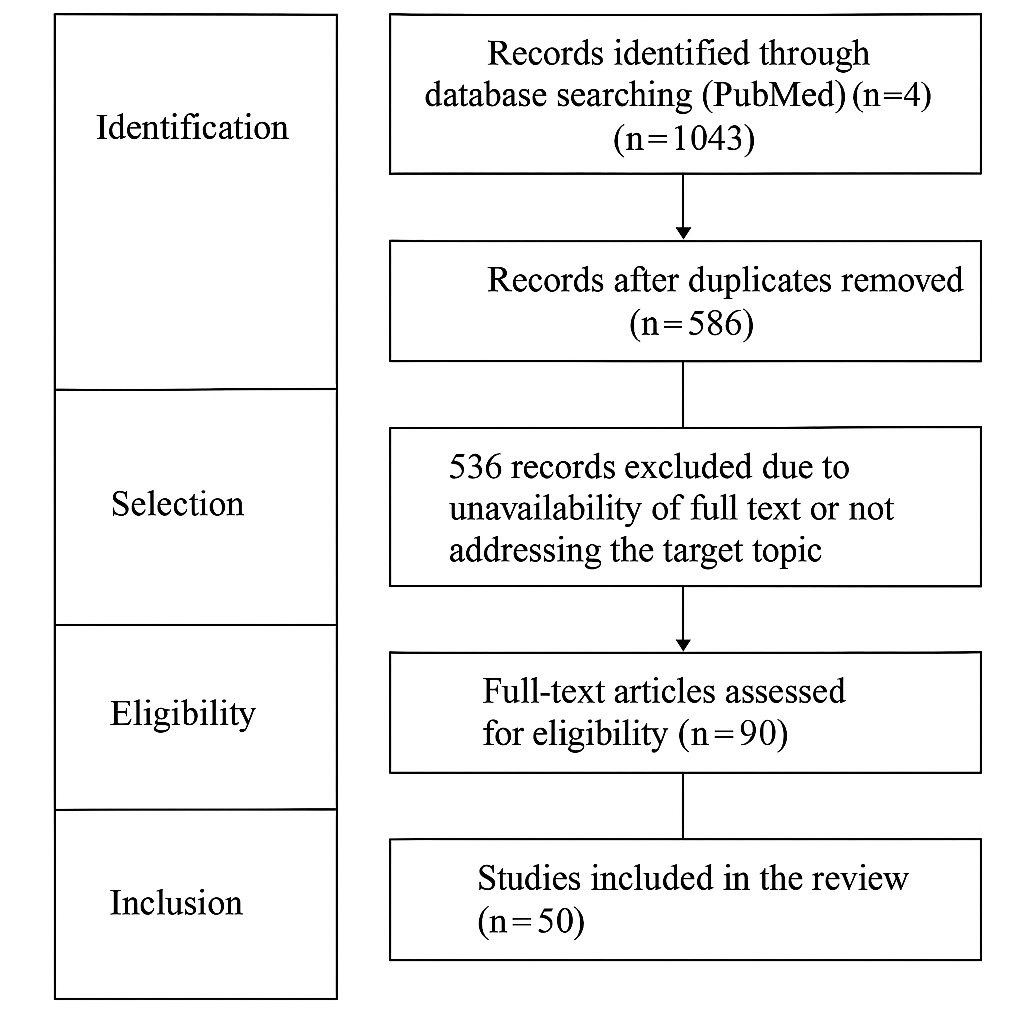 Identification
Records identified through
database searching (PubMed) (n=4)
(n=1043)
Records after duplicates removed
(n=586)
Selection
536 records excluded due to
unavailability of full text or not
addressing the target topic
Eligibility
Full-text articles assessed
for eligibility (n=90)
Inclusion
Studies included in the review
(n=50)